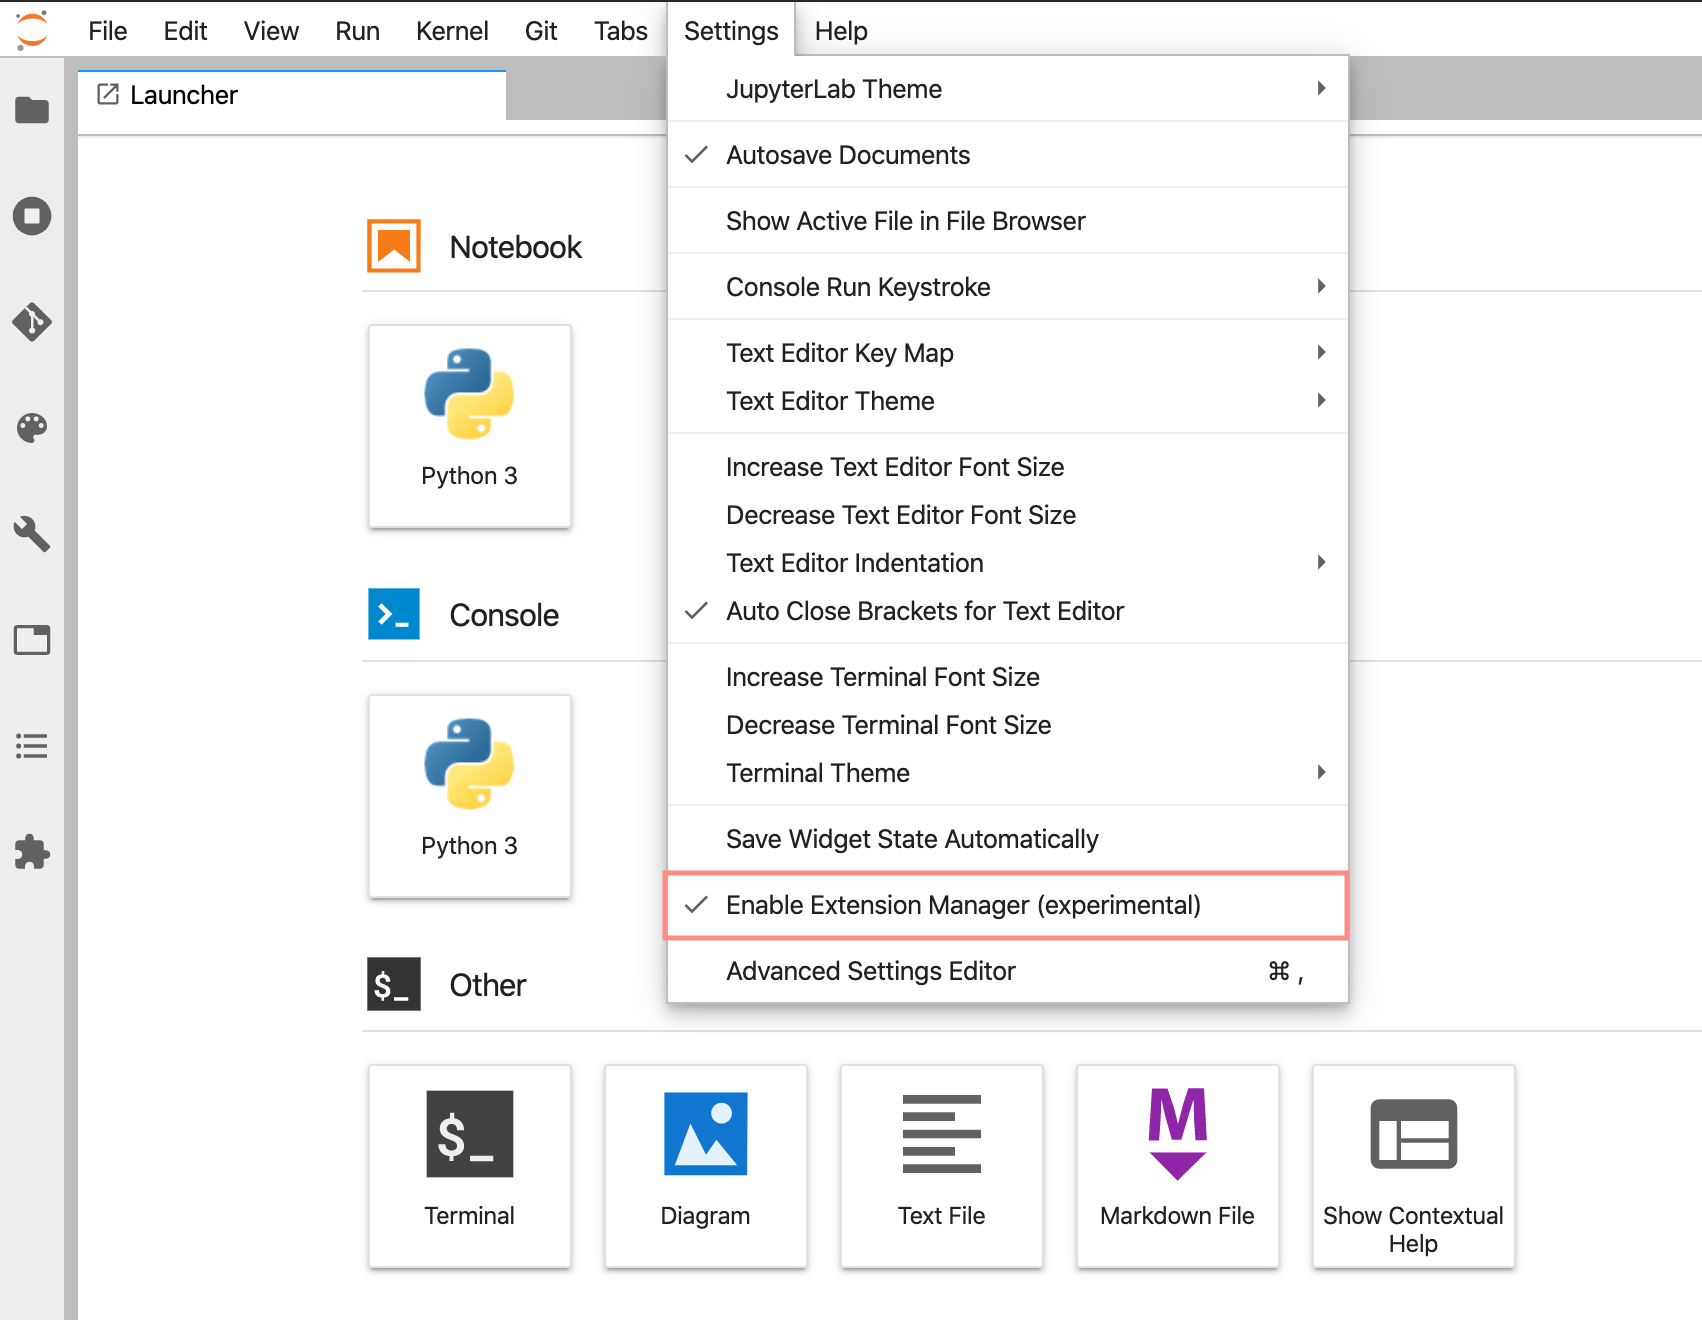 File Edit View Run Kernel Git Tabs Settings Help
Launcher
JupyterLab Theme
Autosave Documents
Show Active File in File Browser
Console Run Keystroke
Text Editor Key Map
Text Editor Theme
Increase Text Editor Font Size
Decrease Text Editor Font Size
Text Editor Indentation
Auto Close Brackets for Text Editor
Increase Terminal Font Size
Decrease Terminal Font Size
Terminal Theme
Save Widget State Automatically
Enable Extension Manager (experimental)
Advanced Settings Editor ⌘ ,
Notebook
Python 3
Console
Python 3
$_ Other
$_
Terminal
Diagram
Text File
M
Markdown File
Show Contextual
Help